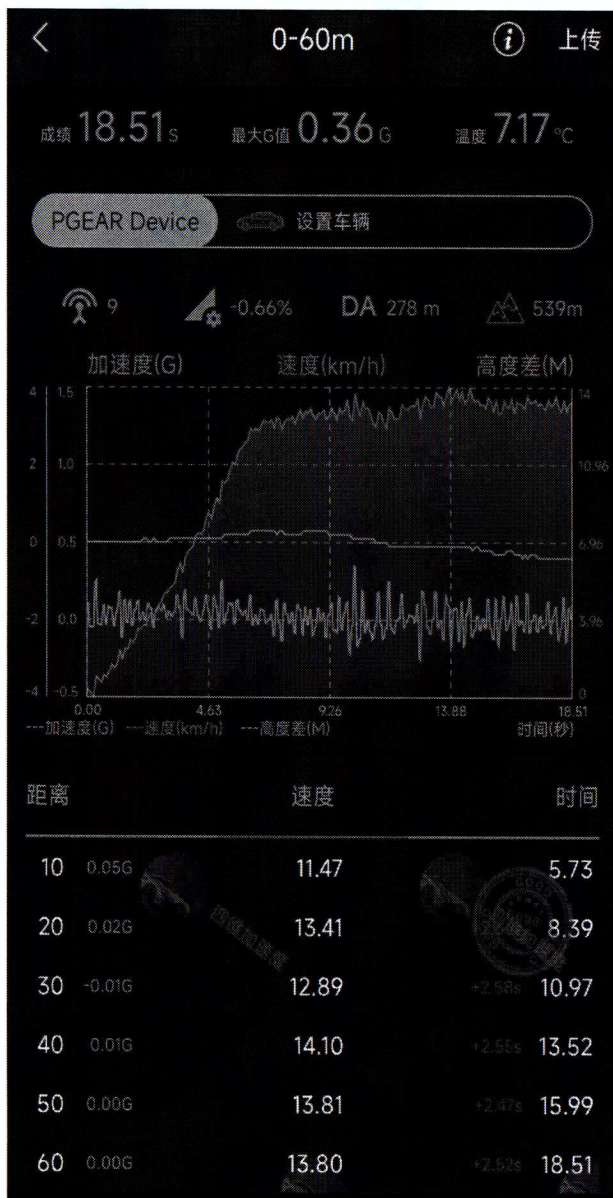 0-60m
上传
成绩 18.51 S 最大G值 0.36 G 温度 7.17 °C
PGEAR Device 设置车辆
9 -0.66% DA 278 m 539m
加速度(G) 速度(km/h) 高度差(M)
4 1.5 14
2 1.0 10.96
0 0.5 6.96
-2 0.0 3.96
-4 -0.5 0
0.00 4.63 9.26 13.88 18.51
---加速度(G) ---速度(km/h) ---高度差(M) 时间(秒)
距离 速度 时间
10 0.05G 11.47 5.73
20 0.02G 13.41 8.39
30 -0.01G 12.89 +2.58s 10.97
40 0.01G 14.10 +2.55s 13.52
50 0.00G 13.81 +2.47s 15.99
60 0.00G 13.80 +2.52s 18.51